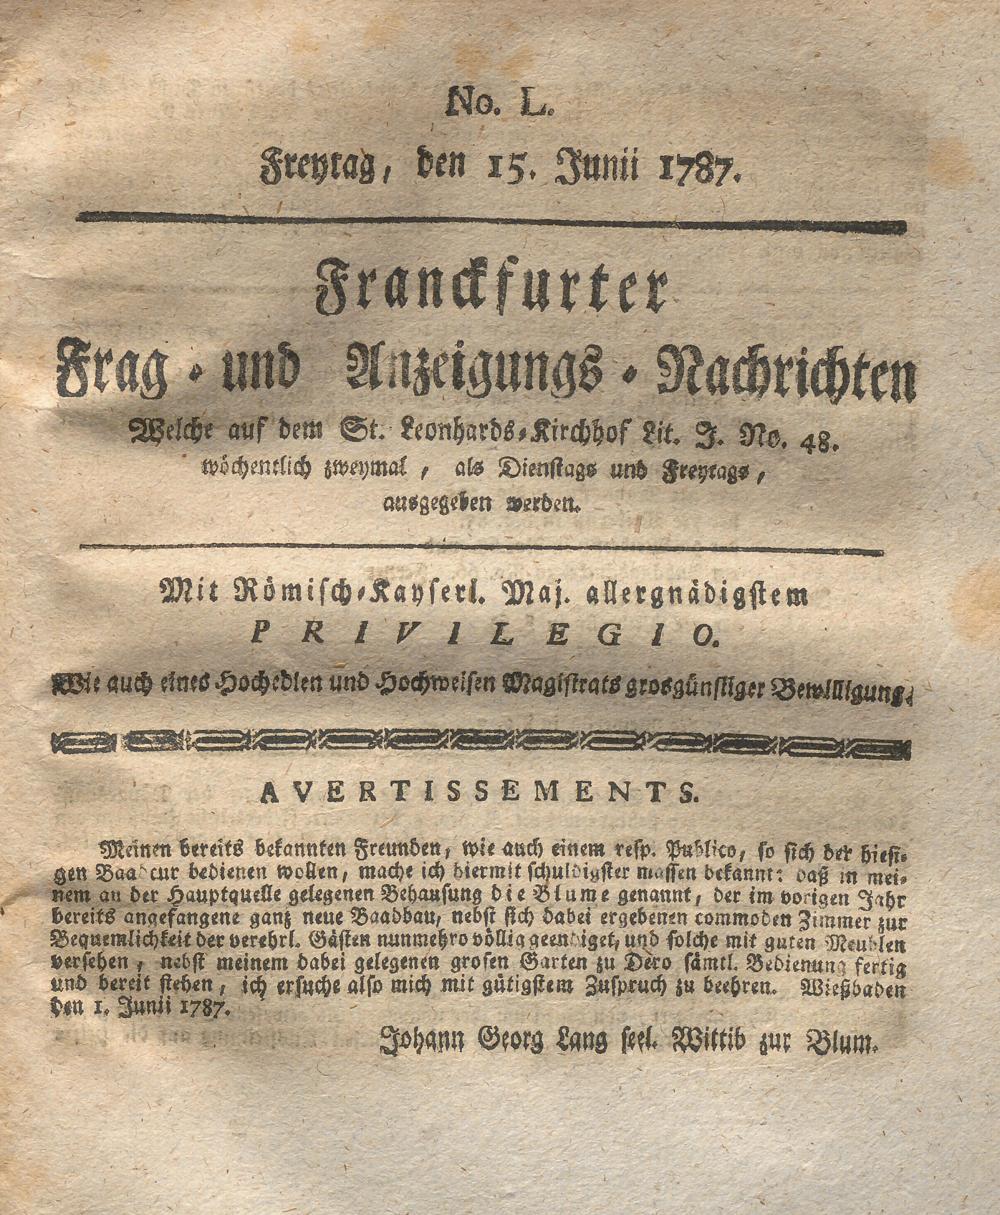 No. L.
Freytag, den 15. Junii 1787.
Franckfurter
Frag - und Anzeigungs - Nachrichten
Welche auf dem St. Leonhards-Kirchhof Lit. J. No. 48.
wöchentlich zweymal, als Dienstags und Freytags,
ausgegeben werden.
Mit Römisch-Kayserl. Maj. allergnädigstem
PRIVILEGIO.
Wie auch eines Hochedlen und Hochweisen Magistrats grosgünstiger Bewilligung.
AVERTISSEMENTS.
Meinen bereits bekannten Freunden, wie auch einem resp. Publico, so sich der hiesi-
gen Baadcur bedienen wollen, mache ich hiermit schuldigster massen bekannt: daß in mei-
nem an der Hauptquelle gelegenen Behausung die Blume genannt, der im vorigen Jahr
bereits angefangene ganz neue Baadbau, nebst sich dabei ergebenen commoden Zimmer zur
Bequemlichkeit der verehrl. Gästen nunmehro völlig geendiget, und solche mit guten Meublen
versehen, nebst meinem dabei gelegenen grosen Garten zu Dero sämtl. Bedienung fertig
und bereit stehen, ich ersuche also mich mit gütigstem Zuspruch zu beehren. Wießbaden
den 1. Junii 1787.
Johann Georg Lang seel. Wittib zur Blum.